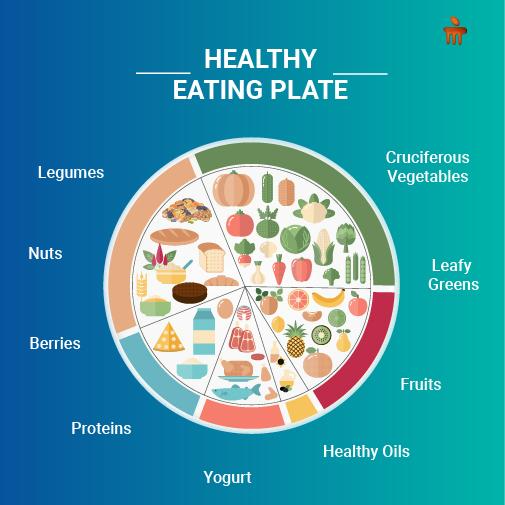 HEALTHY
EATING PLATE
Legumes
Cruciferous
Vegetables
Nuts
Leafy
Greens
Berries
Fruits
Proteins
Healthy Oils
Yogurt